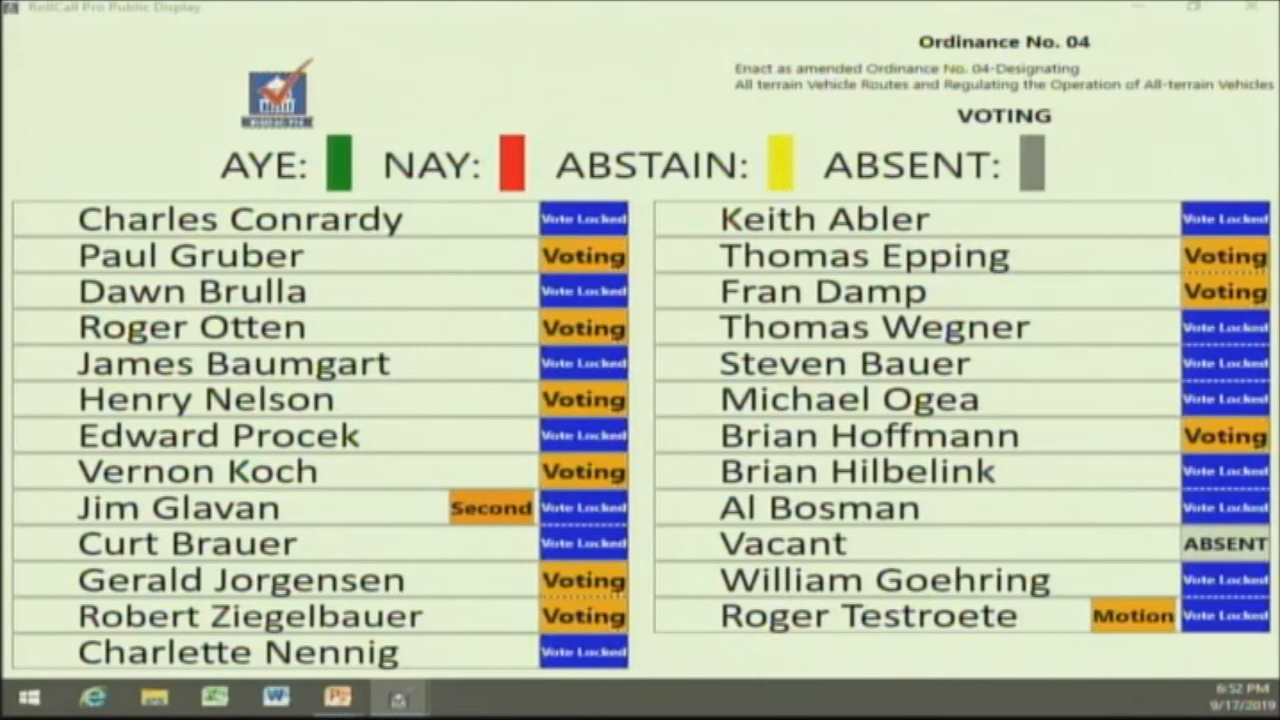 RollCall Pro Public Display
Ordinance No. 04
Enact as amended Ordinance No. 04-Designating
All terrain Vehicle Routes and Regulating the Operation of All-terrain Vehicles
VOTING
AYE: NAY: ABSTAIN: ABSENT:
Charles Conrardy Vote Locked
Paul Gruber Voting
Dawn Brulla Vote Locked
Roger Otten Voting
James Baumgart Vote Locked
Henry Nelson Voting
Edward Procek Vote Locked
Vernon Koch Voting
Jim Glavan Second Vote Locked
Curt Brauer Vote Locked
Gerald Jorgensen Voting
Robert Ziegelbauer Voting
Charlette Nennig Vote Locked
Keith Abler Vote Locked
Thomas Epping Voting
Fran Damp Voting
Thomas Wegner Vote Locked
Steven Bauer Vote Locked
Michael Ogea Vote Locked
Brian Hoffmann Voting
Brian Hilbelink Vote Locked
Al Bosman Vote Locked
Vacant ABSENT
William Goehring Vote Locked
Roger Testroete Motion Vote Locked
6:52 PM
9/17/2019